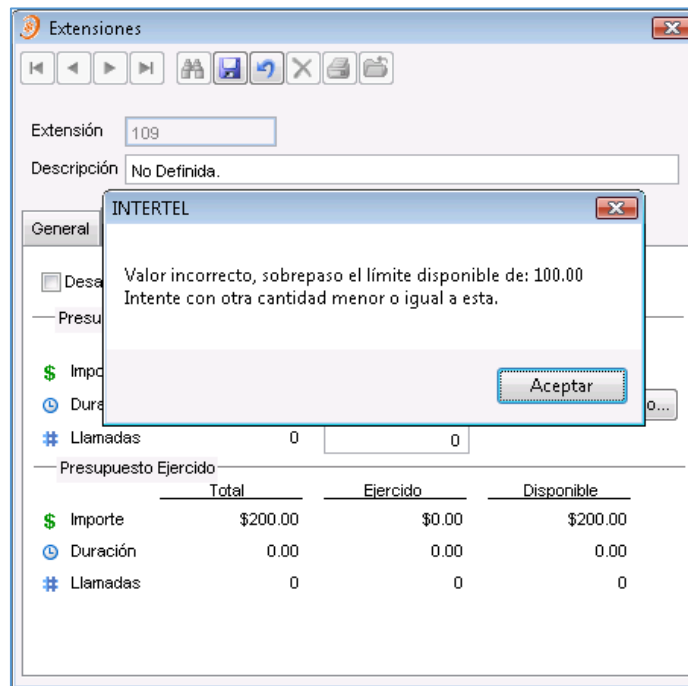 Extensiones
Extensión 109
Descripción No Definida.
INTERTEL
General
Valor incorrecto, sobrepaso el límite disponible de: 100.00
Intente con otra cantidad menor o igual a esta.
Aceptar
$
# Llamadas 0 0
Presupuesto Ejercido
Total Ejercido Disponible
$ Importe $200.00 $0.00 $200.00
Duración 0.00 0.00 0.00
# Llamadas 0 0 0